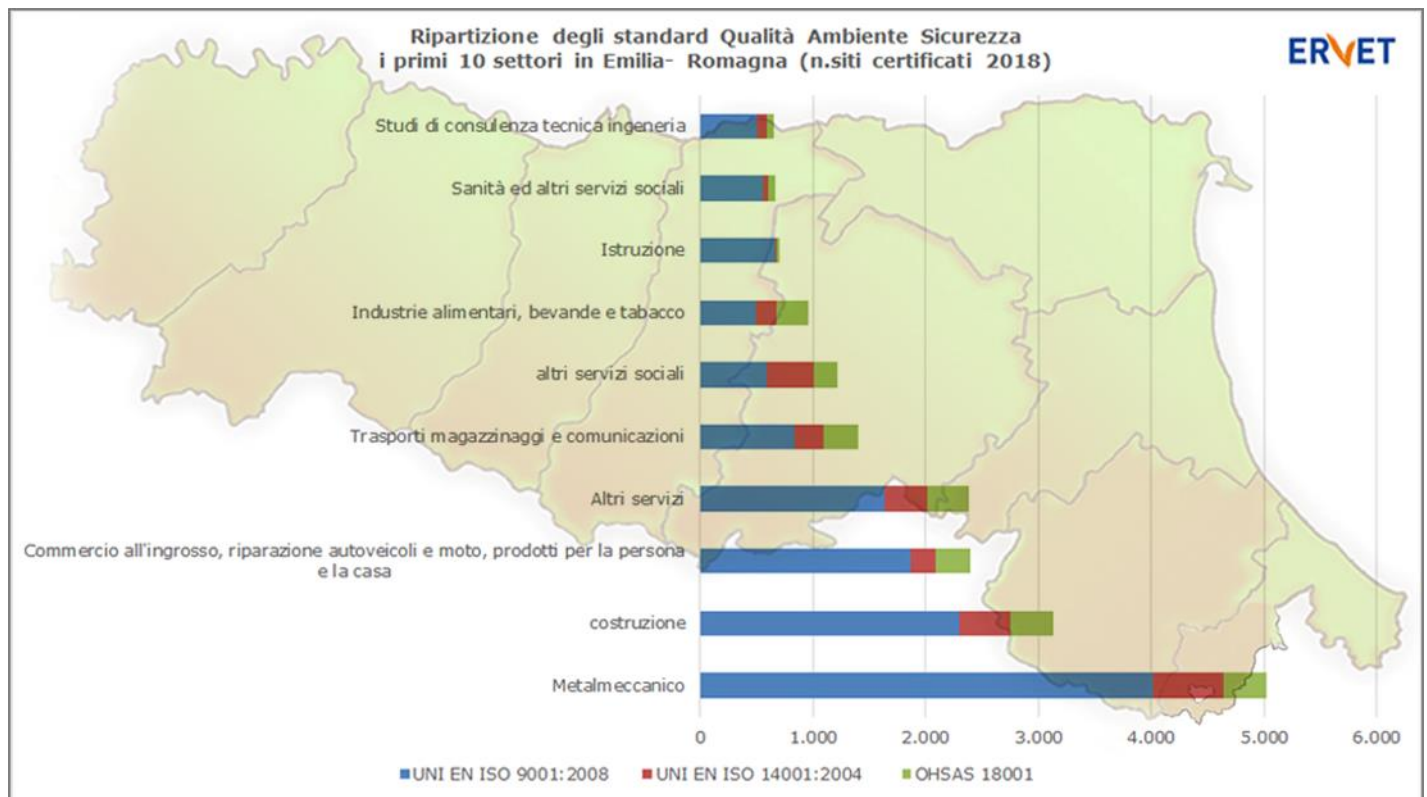 Ripartizione degli standard Qualità Ambiente Sicurezza
i primi 10 settori in Emilia- Romagna (n.siti certificati 2018)
ERVET
Studi di consulenza tecnica ingeneria
Sanità ed altri servizi sociali
Istruzione
Industrie alimentari, bevande e tabacco
altri servizi sociali
Trasporti magazzinaggi e comunicazioni
Altri servizi
Commercio all'ingrosso, riparazione autoveicoli e moto, prodotti per la persona
e la casa
costruzione
Metalmeccanico
0 1.000 2.000 3.000 4.000 5.000 6.000
UNI EN ISO 9001:2008 UNI EN ISO 14001:2004 OHSAS 18001